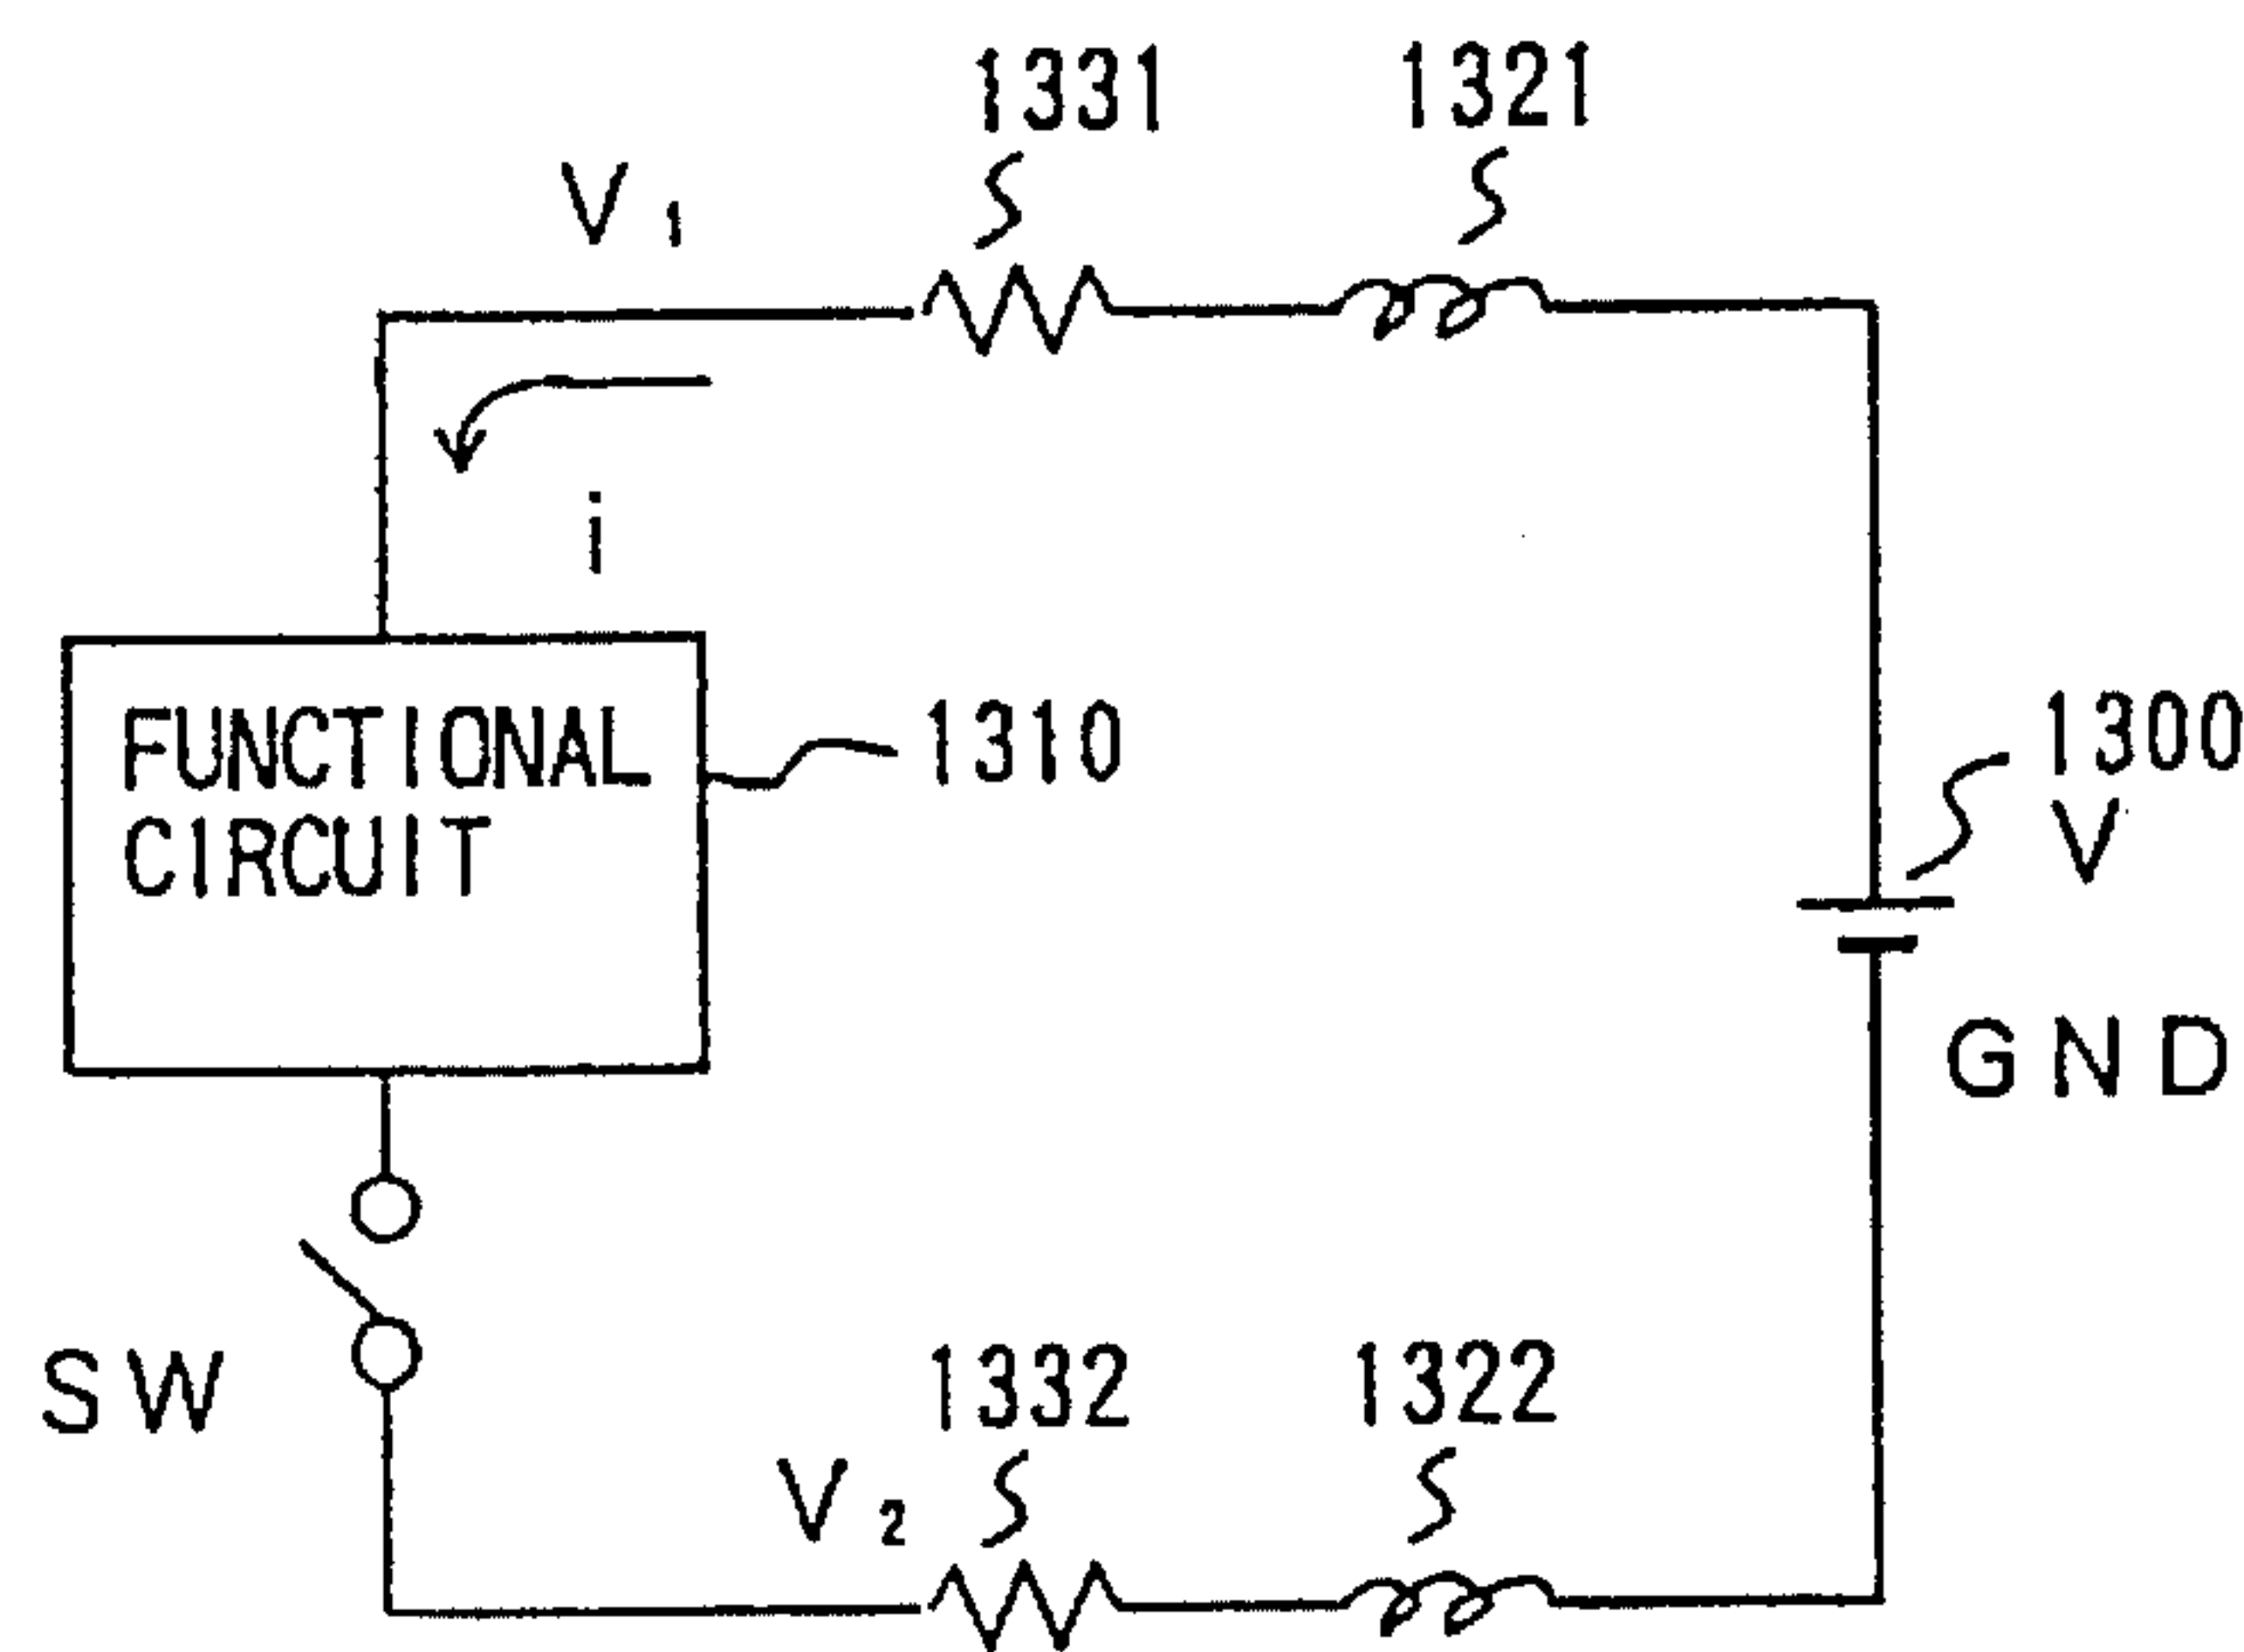 1331
1321
V₁
i
FUNCTIONAL
CIRCUIT
1310
1300
V
GND
SW
1332
1322
V₂